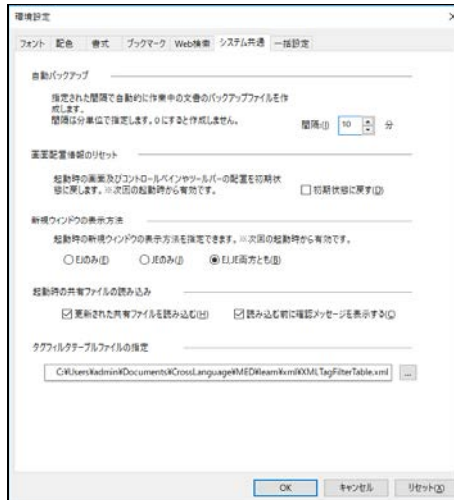 環境設定
フォント 配色 書式 ブックマーク Web検索 システム共通 一括設定
自動バックアップ
指定された間隔で自動的に作業中の文書のバックアップファイルを作
成します。
間隔は分単位で指定します。0にすると作成しません。
間隔(I) 10 分
画面配置情報のリセット
起動時の画面及びコントロールペインやツールバーの配置を初期状
態に戻します。※次回の起動時から有効です。
初期状態に戻す(D)
新規ウィンドウの表示方法
起動時の新規ウィンドウの表示方法を指定できます。※次回の起動時から有効です。
EJのみ(E) JEのみ(J) EJ,JE両方とも(B)
起動時の共有ファイルの読み込み
更新された共有ファイルを読み込む(H) 読み込む前に確認メッセージを表示する(C)
タグフィルタテーブルファイルの指定
C:¥Users¥admin¥Documents¥CrossLanguage¥MED¥learn¥xml¥XMLTagFilterTable.xml ...
OK キャンセル リセット(X)